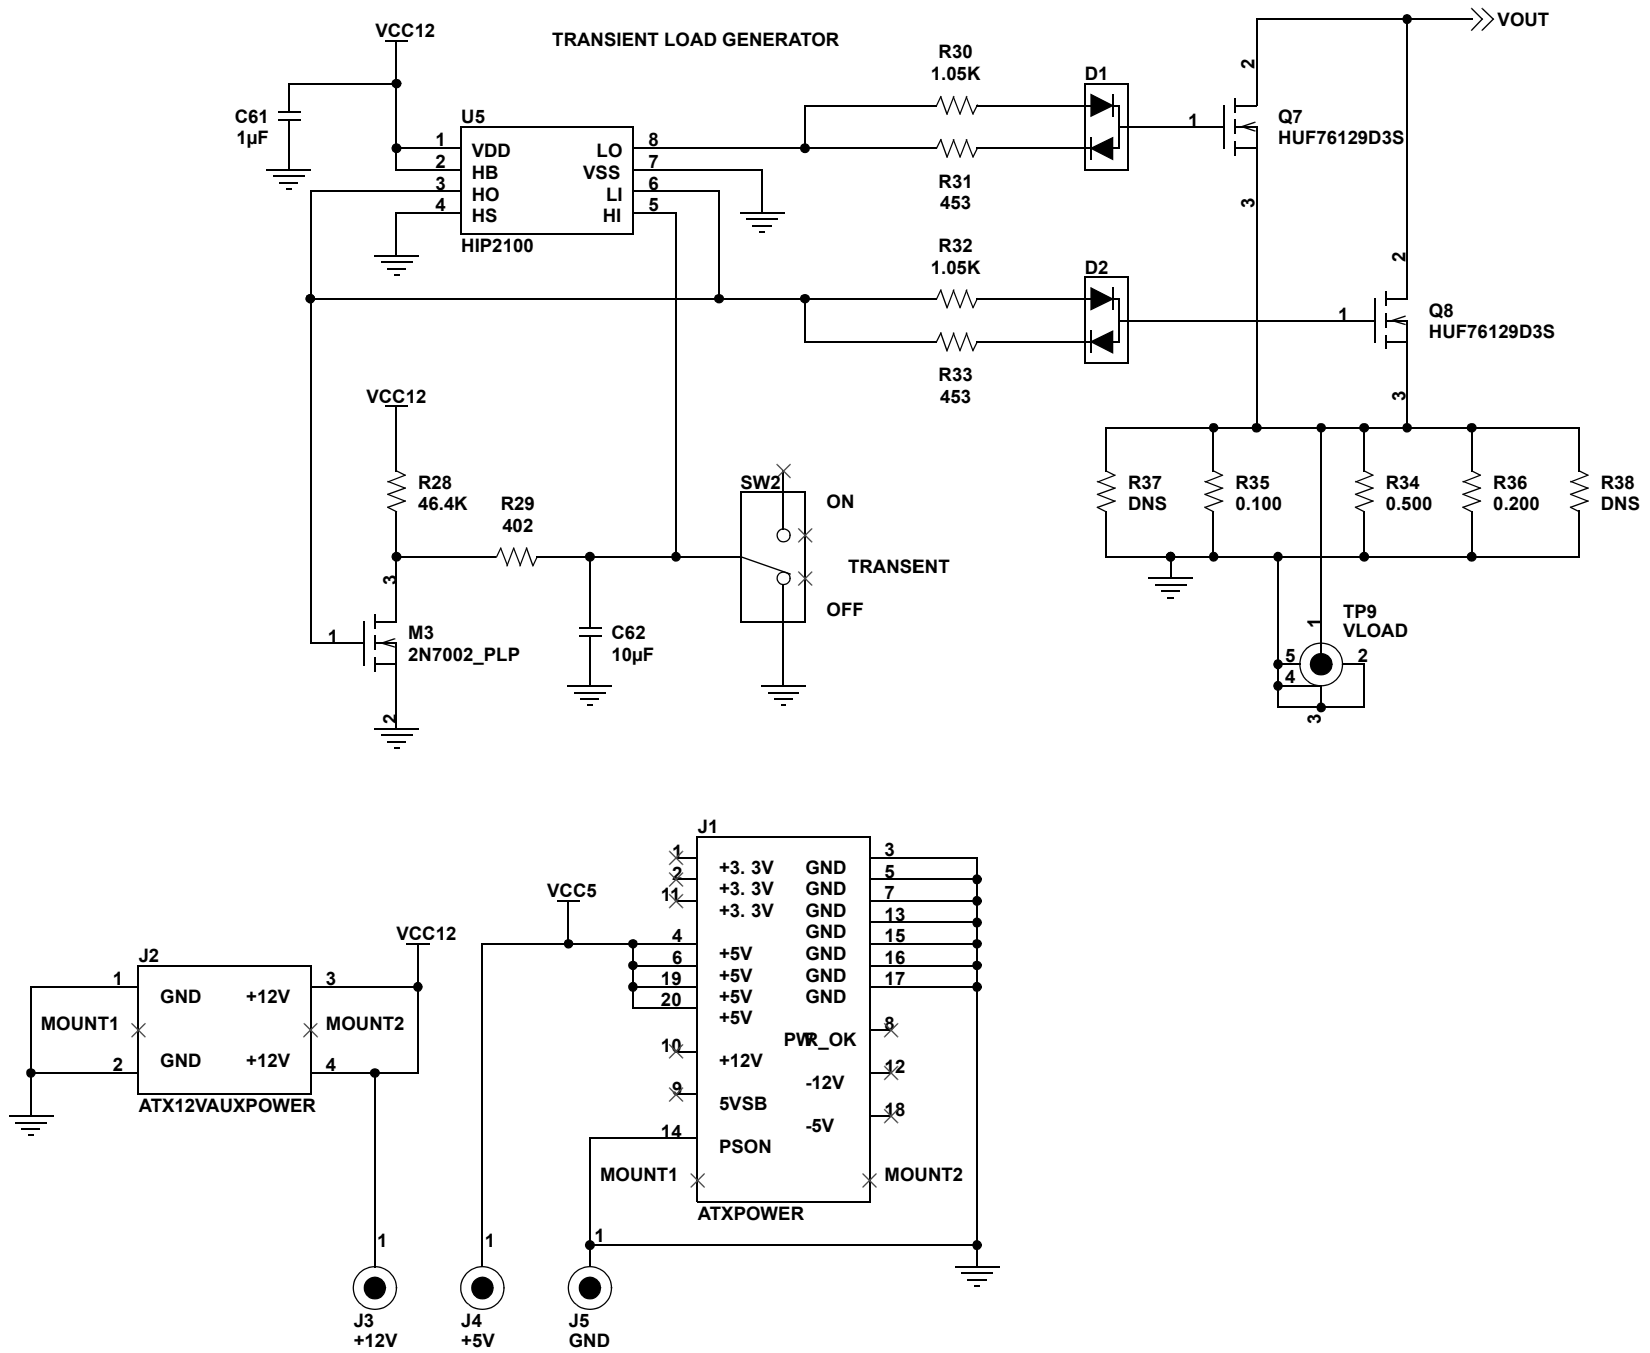 TRANSIENT LOAD GENERATOR
VCC12
C61
1µF
U5
1 VDD LO 8
2 HB VSS 7
3 HO LI 6
4 HS HI 5
HIP2100
R30
1.05K
R31
453
D1
1
2
Q7
HUF76129D3S
3
VOUT
R32
1.05K
R33
453
D2
1
2
Q8
HUF76129D3S
3
VCC12
R28
46.4K
R29
402
3
1
M3
2N7002_PLP
2
C62
10µF
SW2
ON
TRANSENT
OFF
R37
DNS
R35
0.100
R34
0.500
R36
0.200
R38
DNS
TP9
VLOAD
1
5
2
4
3
J2
VCC12
1 GND +12V 3
MOUNT1 MOUNT2
2 GND +12V 4
ATX12VAUXPOWER
1
J3
+12V
VCC5
1
J4
+5V
1
J5
GND
J1
1 +3. 3V GND 3
2 +3. 3V GND 5
11 +3. 3V GND 7
GND 13
4 +5V GND 15
6 +5V GND 16
19 +5V GND 17
20 +5V
PWR_OK 8
10 +12V
-12V 12
9 5VSB
-5V 18
14 PSON
MOUNT1 MOUNT2
ATXPOWER